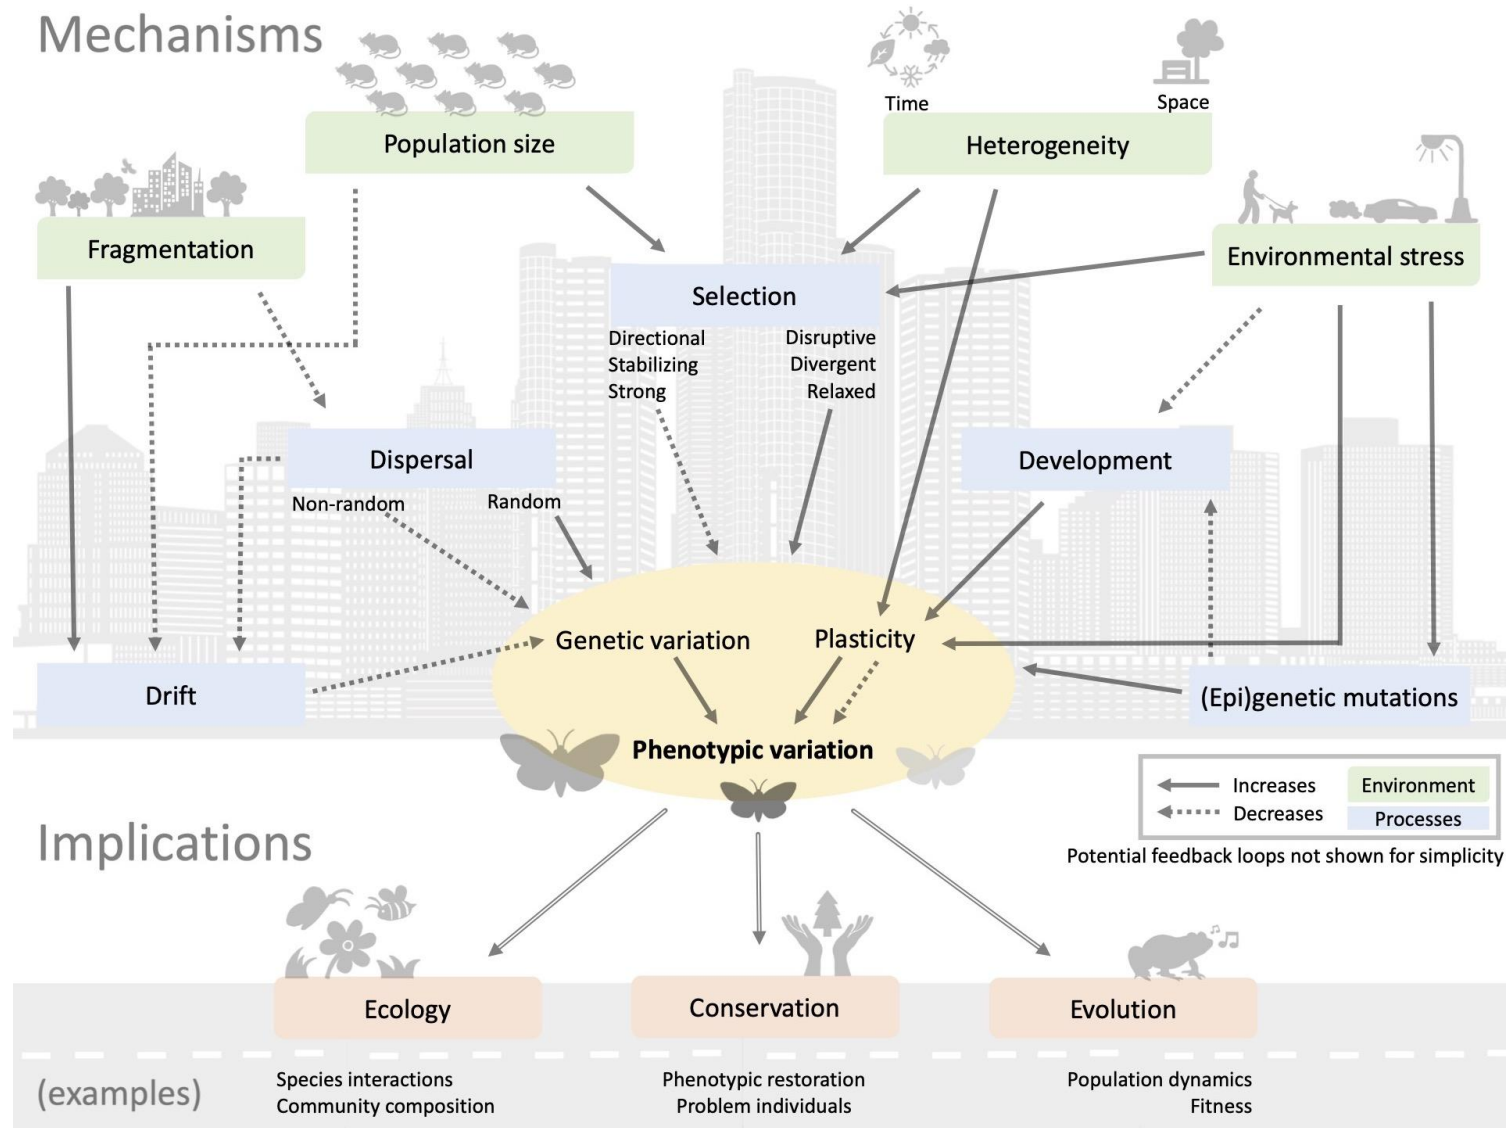 Mechanisms
Time
Space
Population size
Heterogeneity
Fragmentation
Environmental stress
Selection
Directional
Stabilizing
Strong
Disruptive
Divergent
Relaxed
Dispersal
Non-random
Random
Development
Genetic variation
Plasticity
Drift
(Epi)genetic mutations
Phenotypic variation
Increases
Decreases
Environment
Processes
Potential feedback loops not shown for simplicity
Implications
Ecology
Conservation
Evolution
(examples)
Species interactions
Community composition
Phenotypic restoration
Problem individuals
Population dynamics
Fitness